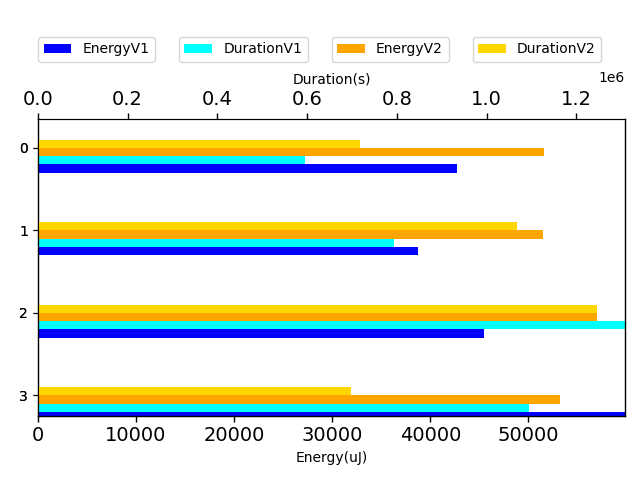 EnergyV1 DurationV1 EnergyV2 DurationV2
Duration(s)
1e6
0.0 0.2 0.4 0.6 0.8 1.0 1.2
0
1
2
3
0 10000 20000 30000 40000 50000
Energy(uJ)